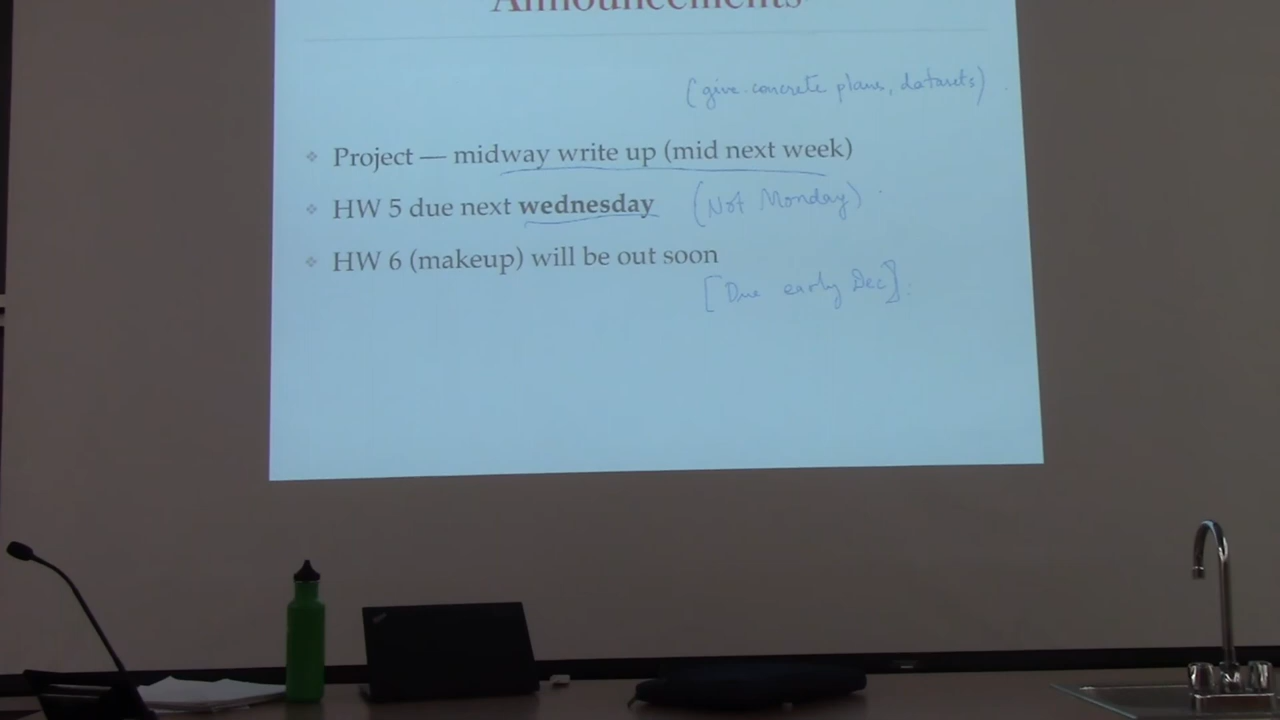 Announcements
(give concrete plans, datasets)
Project — midway write up (mid next week)
HW 5 due next wednesday (Not Monday)
HW 6 (makeup) will be out soon
[Due early Dec].